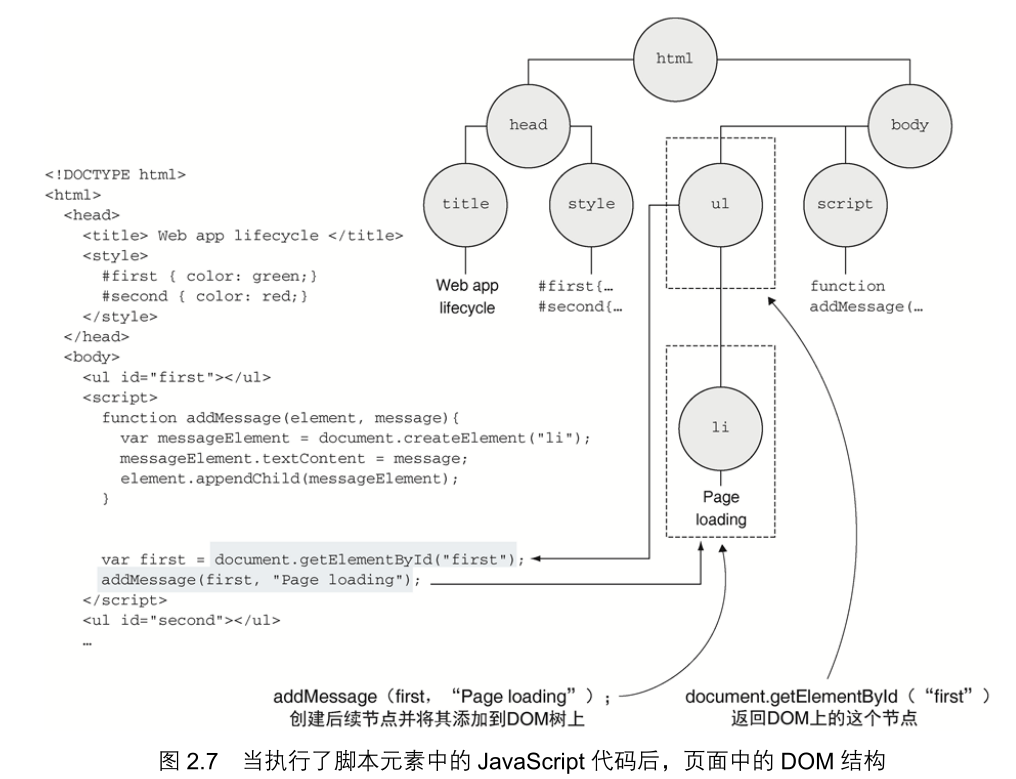 html
head
body
title
style
ul
script
Web app
lifecycle
#first{…
#second{…
function
addMessage(…
li
Page
loading
<!DOCTYPE html>
<html>
<head>
<title> Web app lifecycle </title>
<style>
#first { color: green;}
#second { color: red;}
</style>
</head>
<body>
<ul id="first"></ul>
<script>
function addMessage(element, message){
var messageElement = document.createElement("li");
messageElement.textContent = message;
element.appendChild(messageElement);
}
var first = document.getElementById("first");
addMessage(first, "Page loading");
</script>
<ul id="second"></ul>
…
addMessage（first，“Page loading”）;
创建后续节点并将其添加到DOM树上
document.getElementById（“first”）
返回DOM上的这个节点
图 2.7 当执行了脚本元素中的 JavaScript 代码后，页面中的 DOM 结构